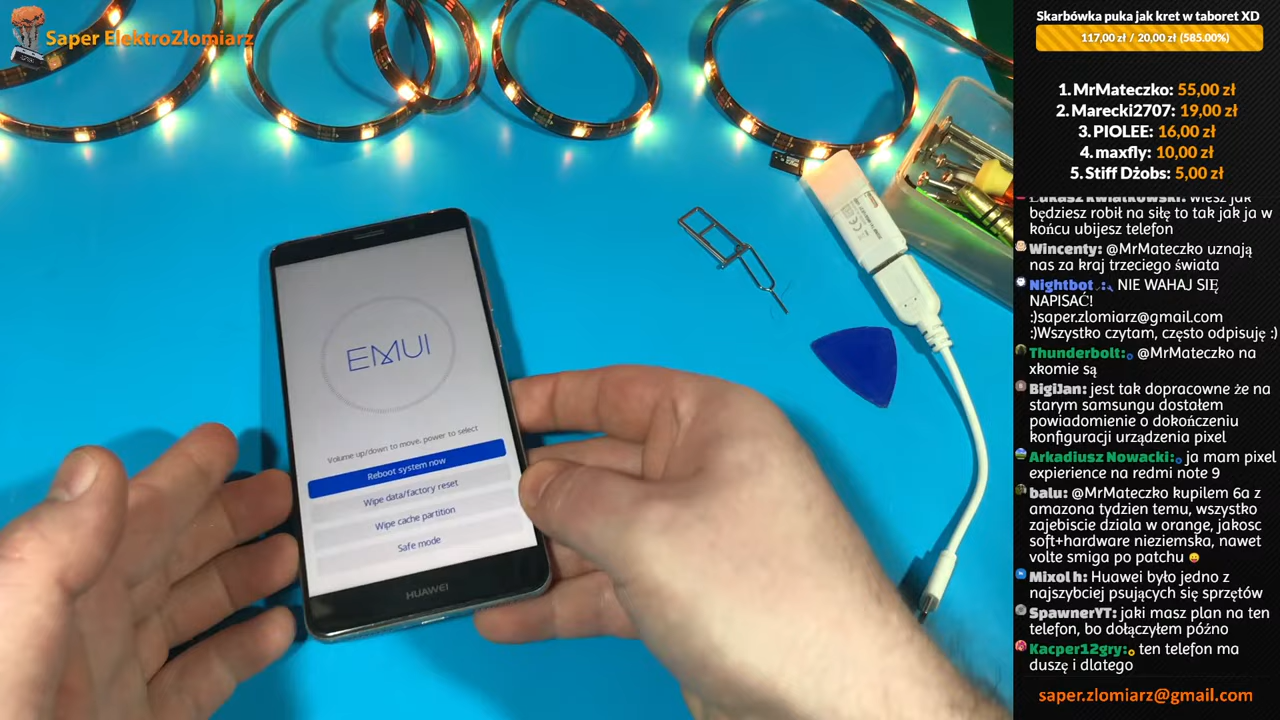 Saper ElektroZłomiarz
EMUI
Volume up/down to move, power to select
Reboot system now
Wipe data/factory reset
Wipe cache partition
Safe mode
HUAWEI
Skarbówka puka jak kret w taboret XD
117,00 zł / 20,00 zł (585.00%)
1. MrMateczko: 55,00 zł
2. Marecki2707: 19,00 zł
3. PIOLEE: 16,00 zł
4. maxfly: 10,00 zł
5. Stiff Dżobs: 5,00 zł
Łukasz Kwiatkowski: wiesz jak
będziesz robił na siłę to tak jak ja w
końcu ubijesz telefon
Wincenty: @MrMateczko uznają
nas za kraj trzeciego świata
Nightbot: NIE WAHAJ SIĘ
NAPISAĆ!
:)saper.zlomiarz@gmail.com
:)Wszystko czytam, często odpisuję :)
Thunderbolt: @MrMateczko na
xkomie są
BigiJan: jest tak dopracowne że na
starym samsungu dostałem
powiadomienie o dokończeniu
konfiguracji urządzenia pixel
Arkadiusz Nowacki: ja mam pixel
expierience na redmi note 9
balu: @MrMateczko kupilem 6a z
amazona tydzien temu, wszystko
zajebiscie dziala w orange, jakosc
soft+hardware nieziemska, nawet
volte smiga po patchu
Mixol h: Huawei było jedno z
najszybciej psujących się sprzętów
SpawnerYT: jaki masz plan na ten
telefon, bo dołączyłem późno
Kacper12gry: ten telefon ma
duszę i dlatego
saper.zlomiarz@gmail.com